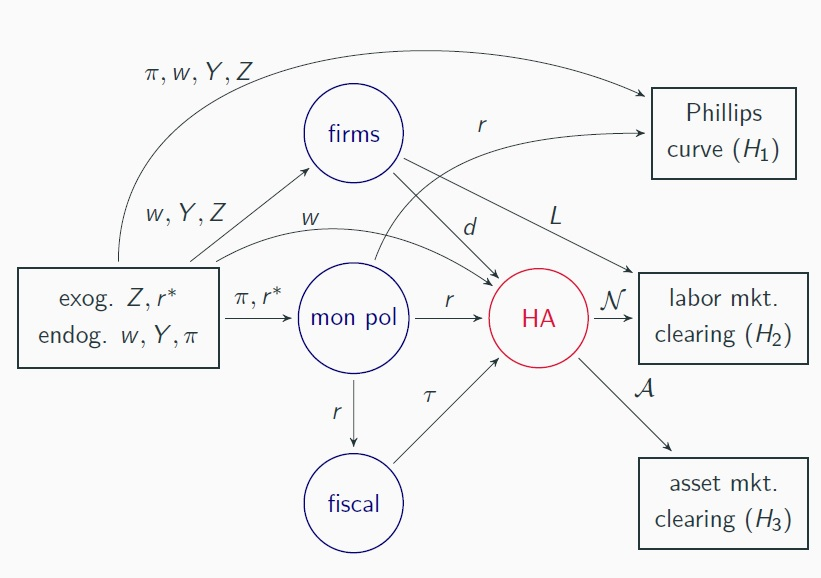 π, w, Y, Z
Phillips
curve (H₁)
r
firms
w, Y, Z
w
d
L
exog. Z, r*
endog. w, Y, π
π, r*
mon pol
r
HA
𝒩
labor mkt.
clearing (H₂)
r
τ
𝒜
fiscal
asset mkt.
clearing (H₃)